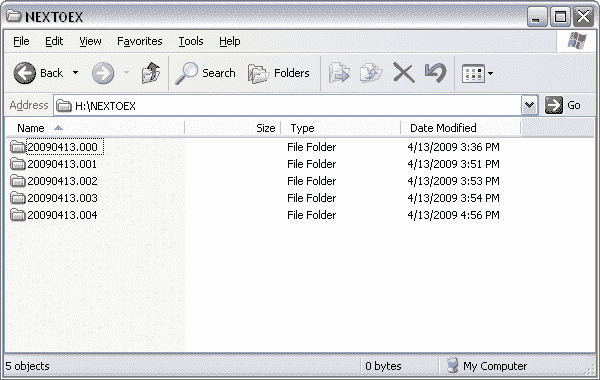 NEXTOEX
File Edit View Favorites Tools Help
Back Search Folders
Address H:\NEXTOEX Go
Name Size Type Date Modified
20090413.000 File Folder 4/13/2009 3:36 PM
20090413.001 File Folder 4/13/2009 3:51 PM
20090413.002 File Folder 4/13/2009 3:53 PM
20090413.003 File Folder 4/13/2009 3:54 PM
20090413.004 File Folder 4/13/2009 4:56 PM
5 objects 0 bytes My Computer